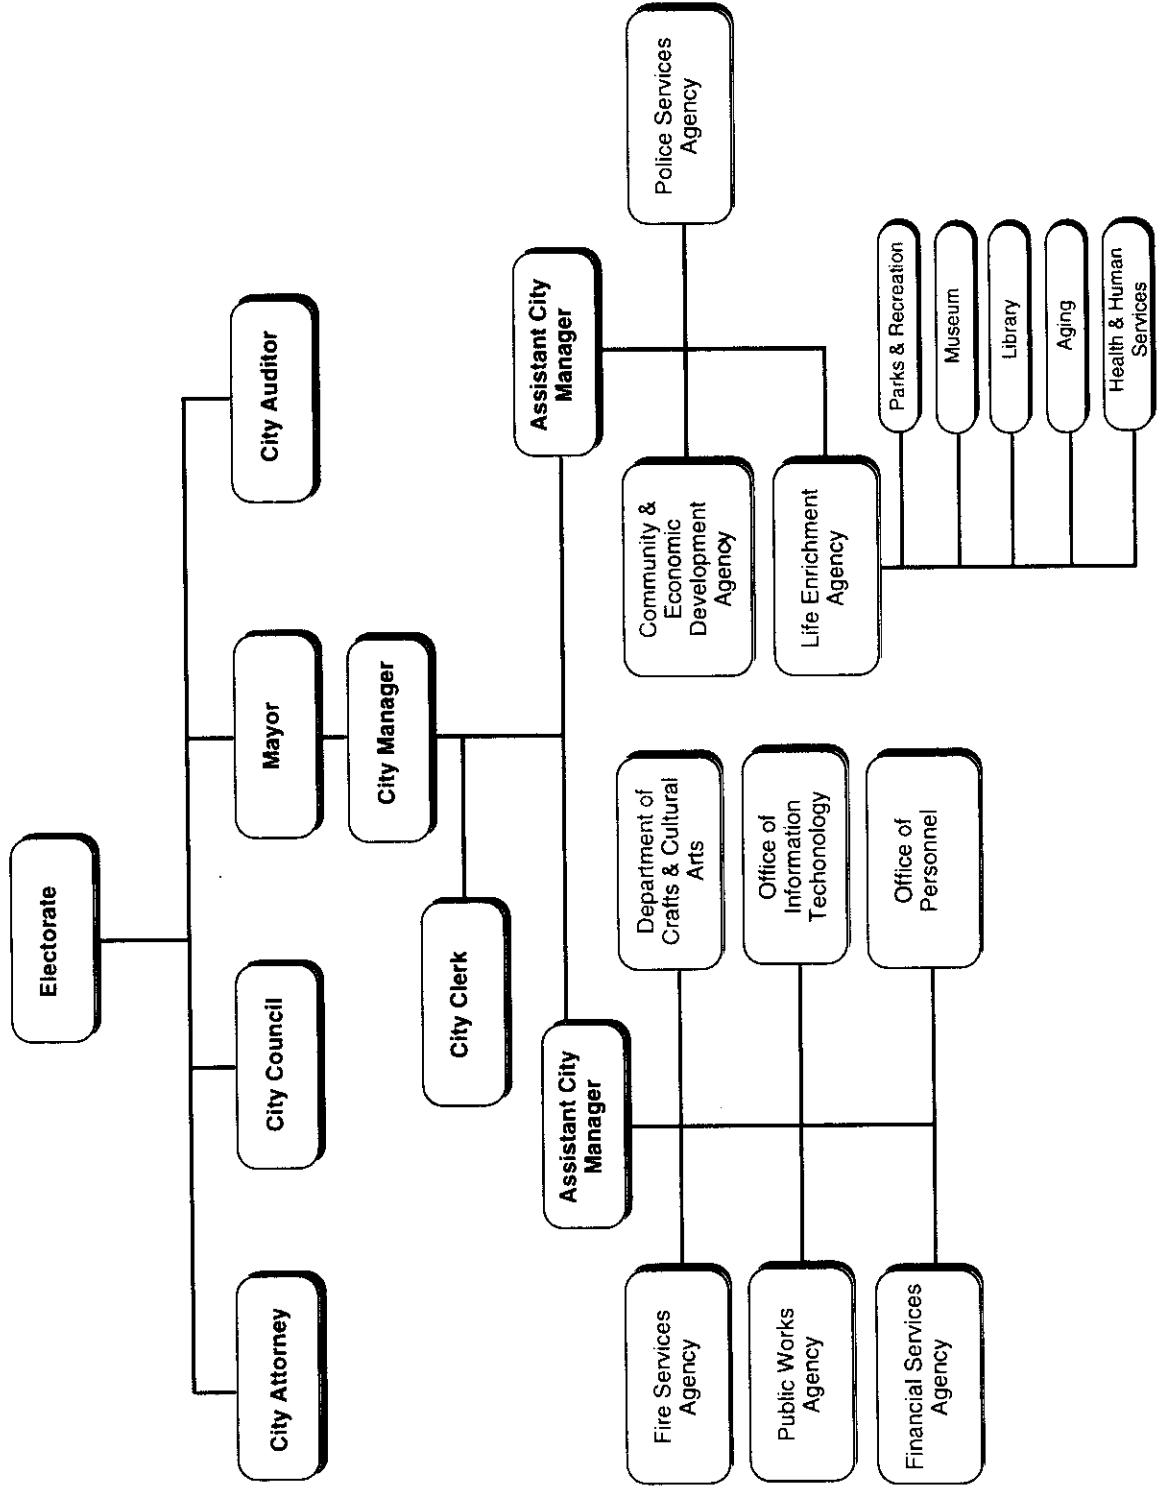 Electorate
City Attorney
City Council
Mayor
City Auditor
City Manager
City Clerk
Assistant City
Manager
Assistant City
Manager
Fire Services
Agency
Department of
Crafts & Cultural
Arts
Public Works
Agency
Office of
Information
Techonology
Financial Services
Agency
Office of
Personnel
Community &
Economic
Development
Agency
Police Services
Agency
Life Enrichment
Agency
Parks & Recreation
Museum
Library
Aging
Health & Human
Services